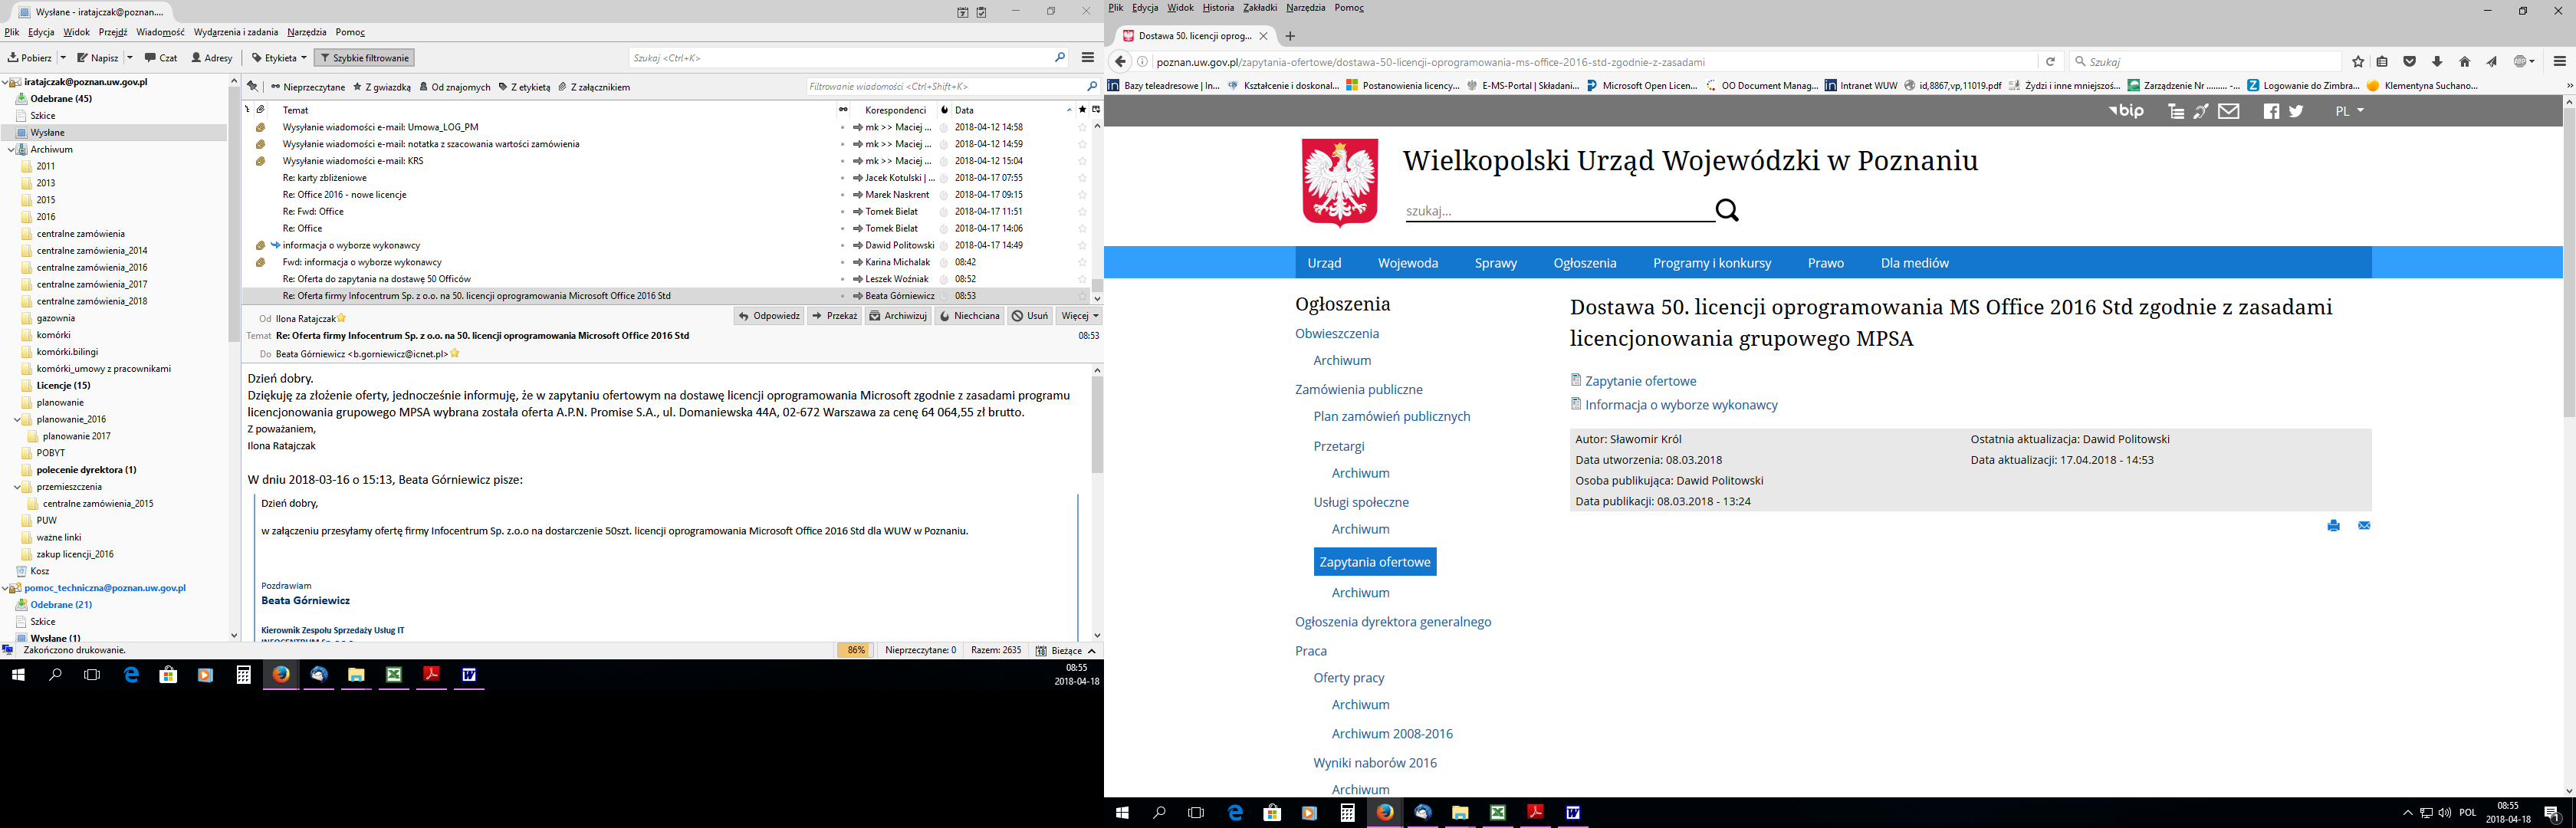 Wysłane - iratajczak@poznan....
Plik Edycja Widok Przejdź Wiadomość Wydarzenia i zadania Narzędzia Pomoc
Pobierz Napisz Czat Adresy Etykieta Szybkie filtrowanie
Szukaj <Ctrl+K>
iratajczak@poznan.uw.gov.pl
Odebrane (45)
Szkice
Wysłane
Archiwum
2011
2013
2015
2016
centralne zamówienia
centralne zamówienia_2014
centralne zamówienia_2016
centralne zamówienia_2017
centralne zamówienia_2018
gazownia
komórki
komórki.bilingi
komórki_umowy z pracownikami
Licencje (15)
planowanie
planowanie_2016
planowanie 2017
POBYT
polecenie dyrektora (1)
przemieszczenia
centralne zamówienia_2015
PUW
ważne linki
zakup licencji_2016
Kosz
pomoc_techniczna@poznan.uw.gov.pl
Odebrane (21)
Szkice
Wysłane (1)
Nieprzeczytane Z gwiazdką Od znajomych Z etykietą Z załącznikiem
Filtrowanie wiadomości <Ctrl+Shift+K>
Temat Korespondenci Data
Wysyłanie wiadomości e-mail: Umowa_LOG_PM mk >> Maciej ... 2018-04-12 14:58
Wysyłanie wiadomości e-mail: notatka z szacowania wartości zamówienia mk >> Maciej ... 2018-04-12 14:59
Wysyłanie wiadomości e-mail: KRS mk >> Maciej ... 2018-04-12 15:04
Re: karty zbliżeniowe Jacek Kotulski | ... 2018-04-17 07:55
Re: Office 2016 - nowe licencje Marek Naskrent 2018-04-17 09:15
Re: Fwd: Office Tomek Bielat 2018-04-17 11:51
Re: Office Tomek Bielat 2018-04-17 14:06
informacja o wyborze wykonawcy Dawid Politowski 2018-04-17 14:49
Fwd: informacja o wyborze wykonawcy Karina Michalak 08:42
Re: Oferta do zapytania na dostawę 50 Officów Leszek Woźniak 08:52
Re: Oferta firmy Infocentrum Sp. z o.o. na 50. licencji oprogramowania Microsoft Office 2016 Std Beata Górniewicz 08:53
Od Ilona Ratajczak
Odpowiedz Przekaż Archiwizuj Niechciana Usuń Więcej
Temat Re: Oferta firmy Infocentrum Sp. z o.o. na 50. licencji oprogramowania Microsoft Office 2016 Std 08:53
Do Beata Górniewicz <b.gorniewicz@icnet.pl>
Dzień dobry.
Dziękuję za złożenie oferty, jednocześnie informuję, że w zapytaniu ofertowym na dostawę licencji oprogramowania Microsoft zgodnie z zasadami programu
licencjonowania grupowego MPSA wybrana została oferta A.P.N. Promise S.A., ul. Domaniewska 44A, 02-672 Warszawa za cenę 64 064,55 zł brutto.
Z poważaniem,
Ilona Ratajczak
W dniu 2018-03-16 o 15:13, Beata Górniewicz pisze:
Dzień dobry,
w załączeniu przesyłamy ofertę firmy Infocentrum Sp. z.o.o na dostarczenie 50szt. licencji oprogramowania Microsoft Office 2016 Std dla WUW w Poznaniu.
Pozdrawiam
Beata Górniewicz
Kierownik Zespołu Sprzedaży Usług IT
Zakończono drukowanie. 86% Nieprzeczytane: 0 Razem: 2635 Bieżące
08:55
2018-04-18
Plik Edycja Widok Historia Zakładki Narzędzia Pomoc
Dostawa 50. licencji oprog...
poznan.uw.gov.pl/zapytania-ofertowe/dostawa-50-licencji-oprogramowania-ms-office-2016-std-zgodnie-z-zasadami
Szukaj
Bazy teleadresowe | In... Kształcenie i doskonal... Postanowienia licency... E-MS-Portal | Składani... Microsoft Open Licen... OO Document Manag... Intranet WUW id,8867,vp,11019.pdf Żydzi i inne mniejszoś... Zarządzenie Nr ......... -... Logowanie do Zimbra... Klementyna Suchano...
bip PL
Wielkopolski Urząd Wojewódzki w Poznaniu
szukaj...
Urząd Wojewoda Sprawy Ogłoszenia Programy i konkursy Prawo Dla mediów
Ogłoszenia
Obwieszczenia
Archiwum
Zamówienia publiczne
Plan zamówień publicznych
Przetargi
Archiwum
Usługi społeczne
Archiwum
Zapytania ofertowe
Archiwum
Ogłoszenia dyrektora generalnego
Praca
Oferty pracy
Archiwum
Archiwum 2008-2016
Wyniki naborów 2016
Archiwum
Dostawa 50. licencji oprogramowania MS Office 2016 Std zgodnie z zasadami
licencjonowania grupowego MPSA
Zapytanie ofertowe
Informacja o wyborze wykonawcy
Autor: Sławomir Król Ostatnia aktualizacja: Dawid Politowski
Data utworzenia: 08.03.2018 Data aktualizacji: 17.04.2018 - 14:53
Osoba publikująca: Dawid Politowski
Data publikacji: 08.03.2018 - 13:24
POL
08:55
2018-04-18
1